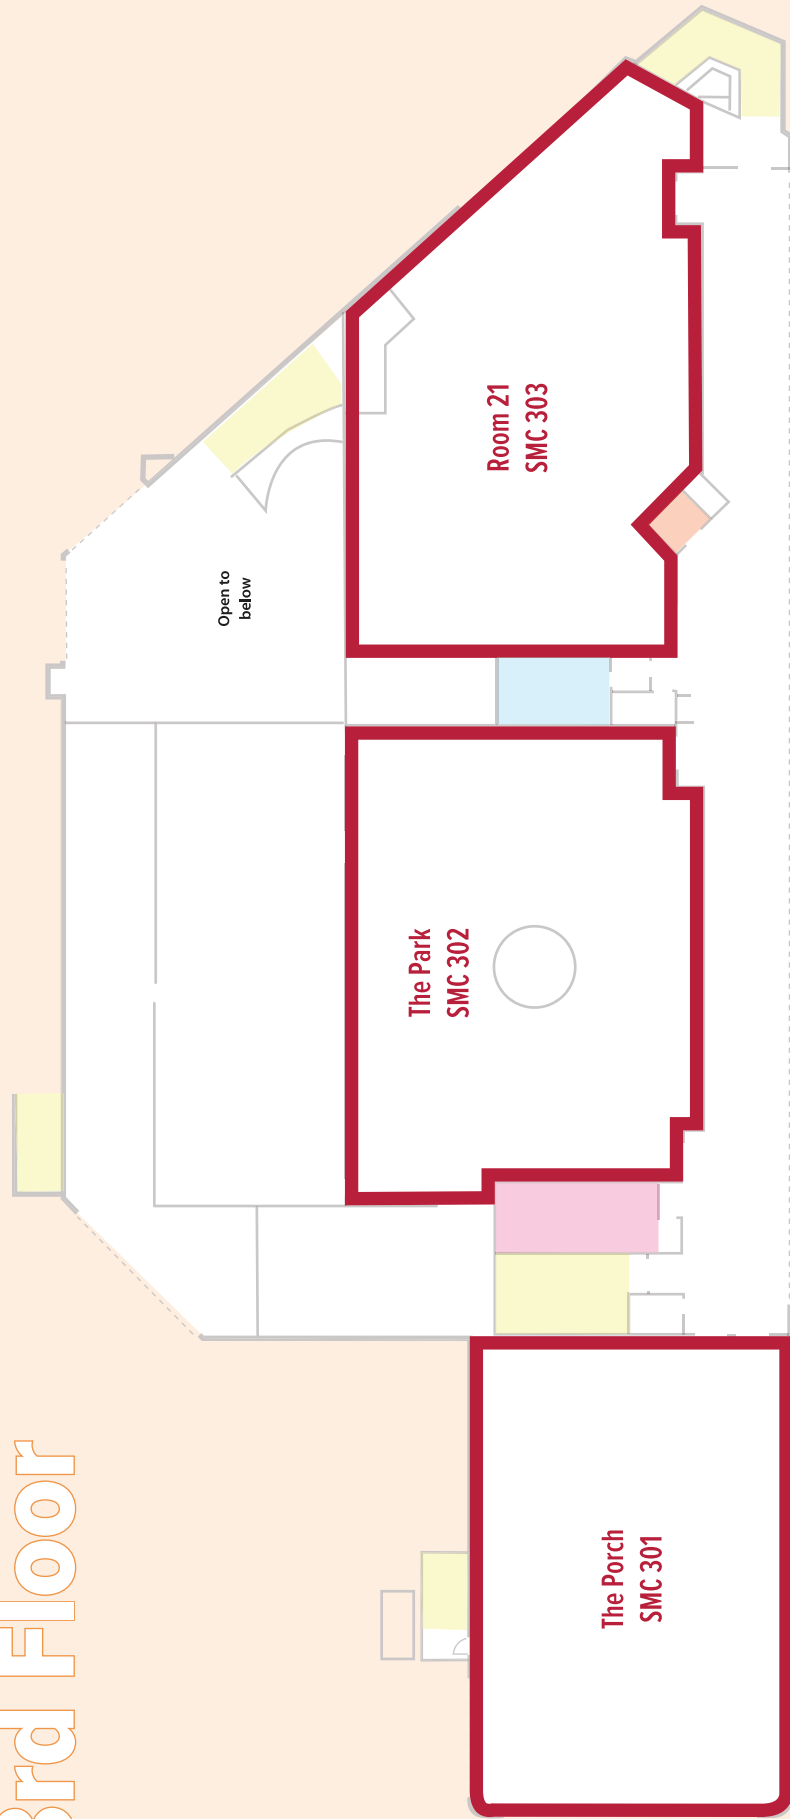 3rd Floor
The Porch
SMC 301
The Park
SMC 302
Open to
below
Room 21
SMC 303